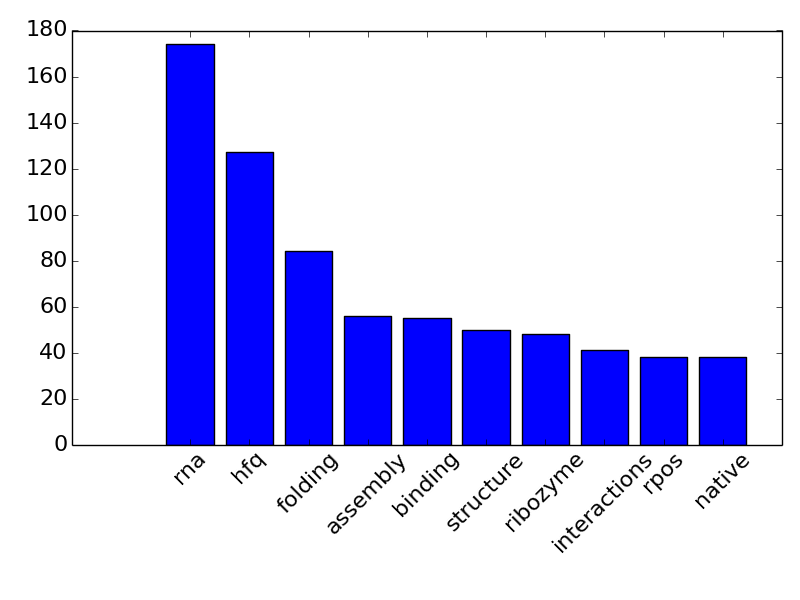 180
160
140
120
100
80
60
40
20
0
rna
hfq
folding
assembly
binding
structure
ribozyme
interactions
rpos
native